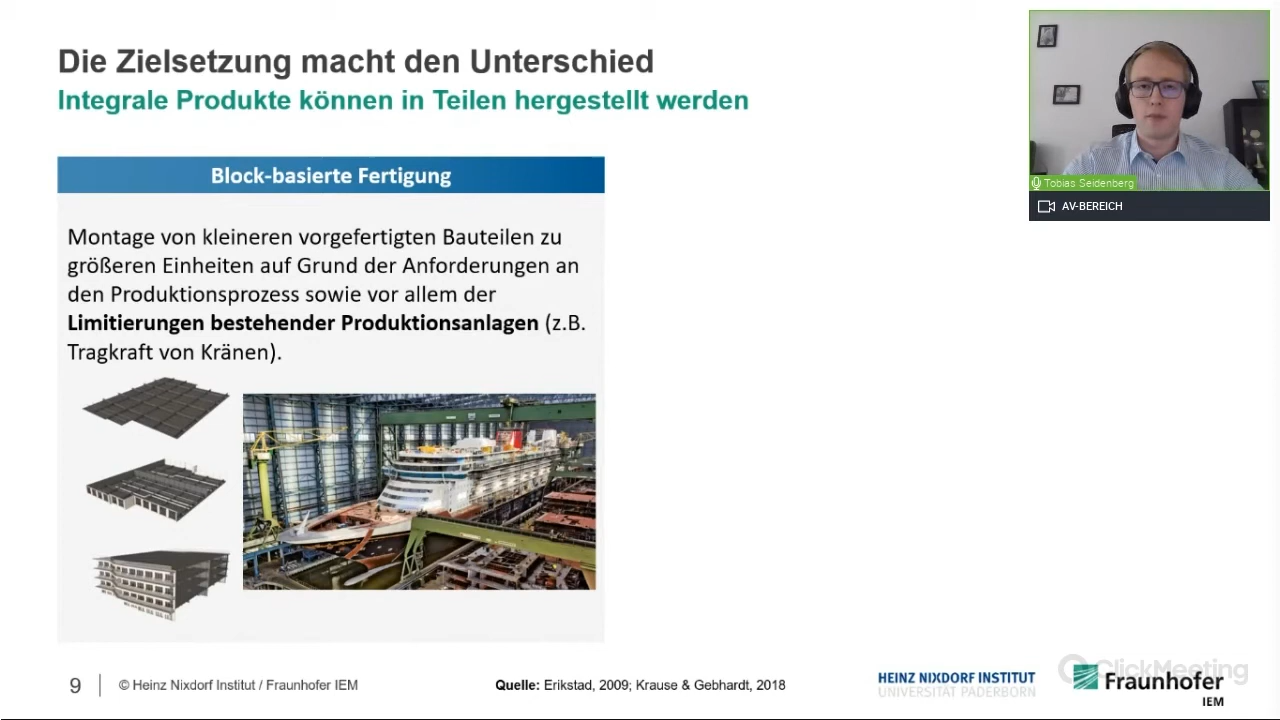 Die Zielsetzung macht den Unterschied
Integrale Produkte können in Teilen hergestellt werden
Block-basierte Fertigung
Montage von kleineren vorgefertigten Bauteilen zu
größeren Einheiten auf Grund der Anforderungen an
den Produktionsprozess sowie vor allem der
Limitierungen bestehender Produktionsanlagen (z.B.
Tragkraft von Kränen).
Tobias Seidenberg
AV-BEREICH
9
© Heinz Nixdorf Institut / Fraunhofer IEM
Quelle: Erikstad, 2009; Krause & Gebhardt, 2018
HEINZ NIXDORF INSTITUT
UNIVERSITÄT PADERBORN
ClickMeeting
Fraunhofer
IEM